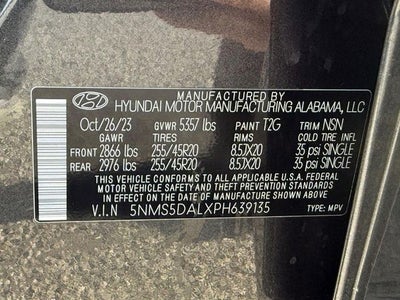 MANUFACTURED BY
HYUNDAI MOTOR MANUFACTURING ALABAMA, LLC
Oct/26/23 GVWR 5357 lbs PAINT T2G TRIM NSN
GAWR TIRES RIMS COLD TIRE INFL
FRONT 2866 lbs 255/45R20 8.5JX20 35 psi SINGLE
REAR 2976 lbs 255/45R20 8.5JX20 35 psi SINGLE
THIS VEHICLE CONFORMS TO ALL APPLICABLE U.S.A. FEDERAL
MOTOR VEHICLE SAFETY AND THEFT PREVENTION STANDARDS
IN EFFECT ON THE DATE OF MANUFACTURE SHOWN ABOVE.
V.I.N 5NMS5DALXPH639135 TYPE: MPV